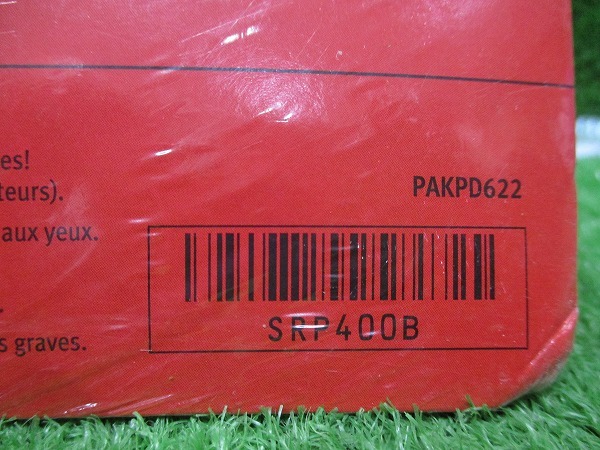 es!
teurs).
aux yeux.
s graves.
PAKPD622
SRP400B